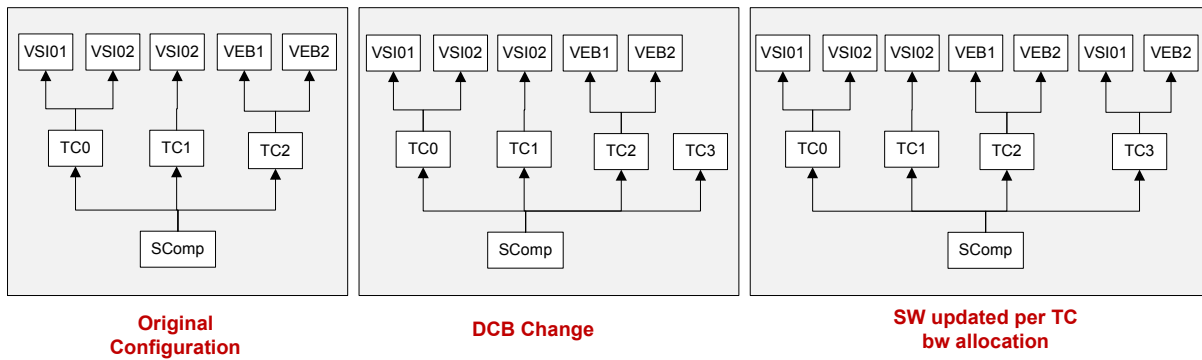 VSI01 VSI02 VSI02 VEB1 VEB2
TC0 TC1 TC2
SComp
Original
Configuration
VSI01 VSI02 VSI02 VEB1 VEB2
TC0 TC1 TC2 TC3
SComp
DCB Change
VSI01 VSI02 VSI02 VEB1 VEB2 VSI01 VEB2
TC0 TC1 TC2 TC3
SComp
SW updated per TC
bw allocation